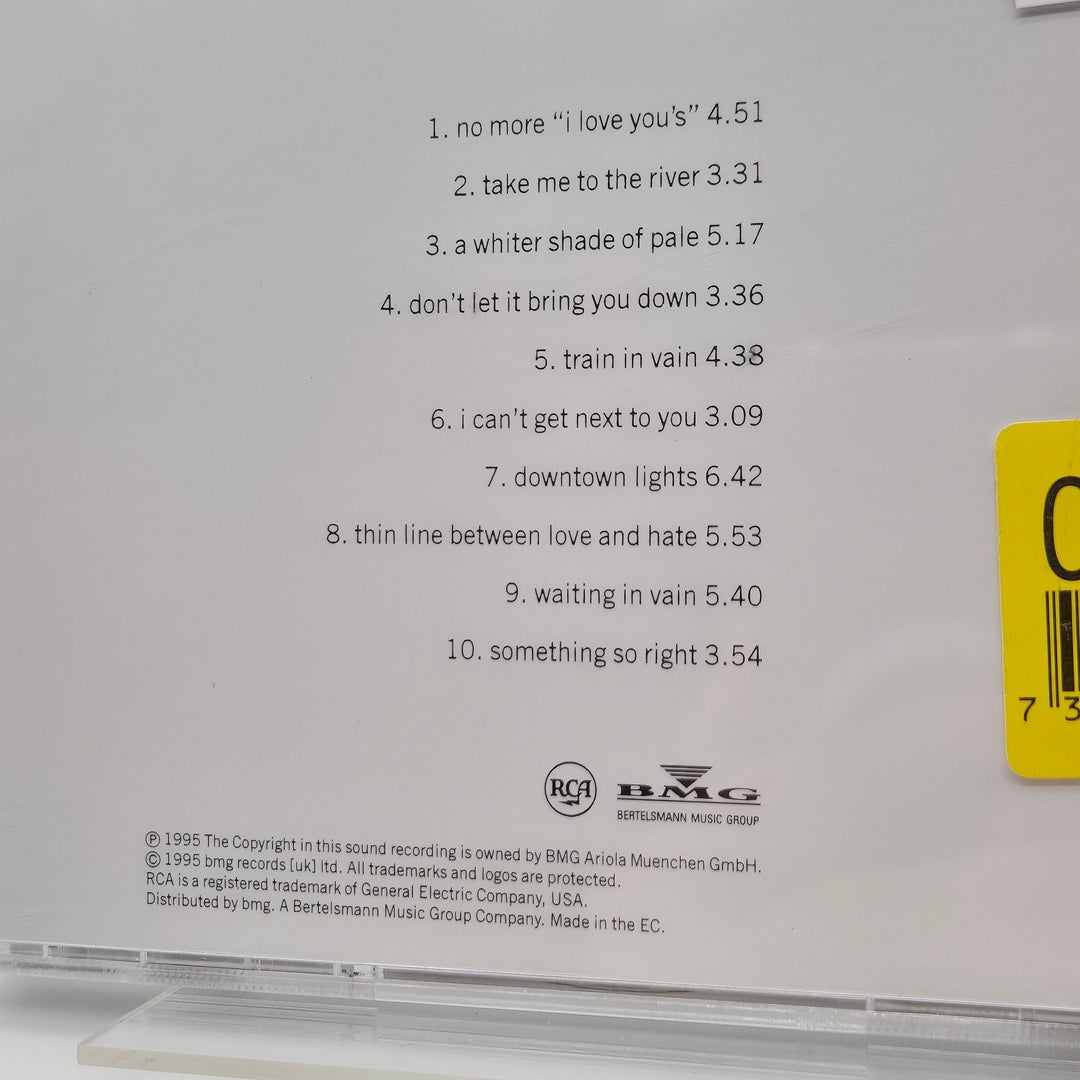 1. no more “i love you’s” 4.51
2. take me to the river 3.31
3. a whiter shade of pale 5.17
4. don’t let it bring you down 3.36
5. train in vain 4.38
6. i can’t get next to you 3.09
7. downtown lights 6.42
8. thin line between love and hate 5.53
9. waiting in vain 5.40
10. something so right 3.54
RCA BMG
BERTELSMANN MUSIC GROUP
℗ 1995 The Copyright in this sound recording is owned by BMG Ariola Muenchen GmbH.
© 1995 bmg records [uk] ltd. All trademarks and logos are protected.
RCA is a registered trademark of General Electric Company, USA.
Distributed by bmg. A Bertelsmann Music Group Company. Made in the EC.
7 3